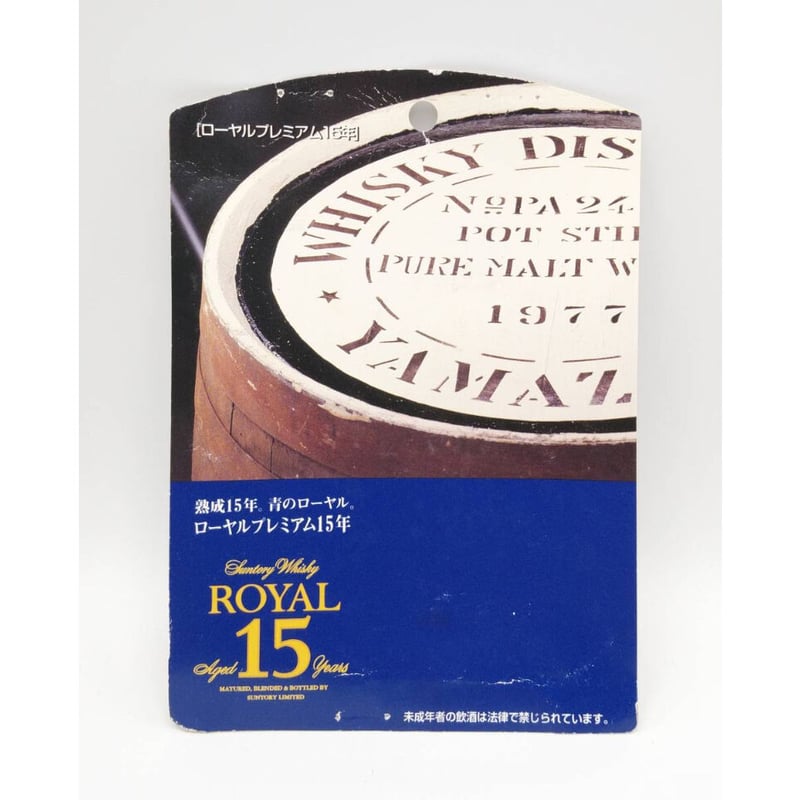 [ローヤルプレミアム15年]
WHISKY DIS
NoPA 24
POT STI
(PURE MALT W
1977
★ YAMAZ
熟成15年。青のローヤル。
ローヤルプレミアム15年
Suntory Whisky
ROYAL
Aged 15 Years
MATURED, BLENDED & BOTTLED BY
SUNTORY LIMITED
未成年者の飲酒は法律で禁じられています。